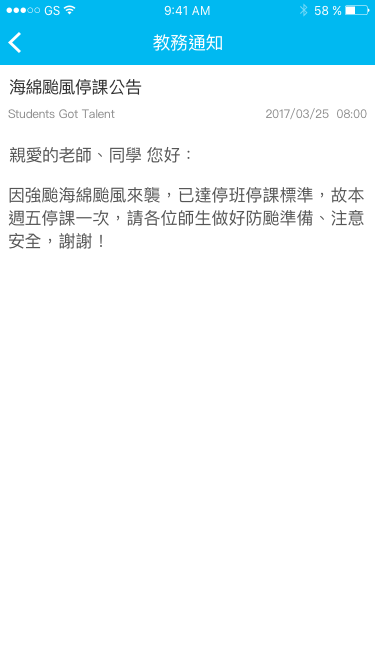 GS 9:41 AM 58 %
教務通知
海綿颱風停課公告
Students Got Talent 2017/03/25 08:00
親愛的老師、同學 您好：
因強颱海綿颱風來襲，已達停班停課標準，故本
週五停課一次，請各位師生做好防颱準備、注意
安全，謝謝！